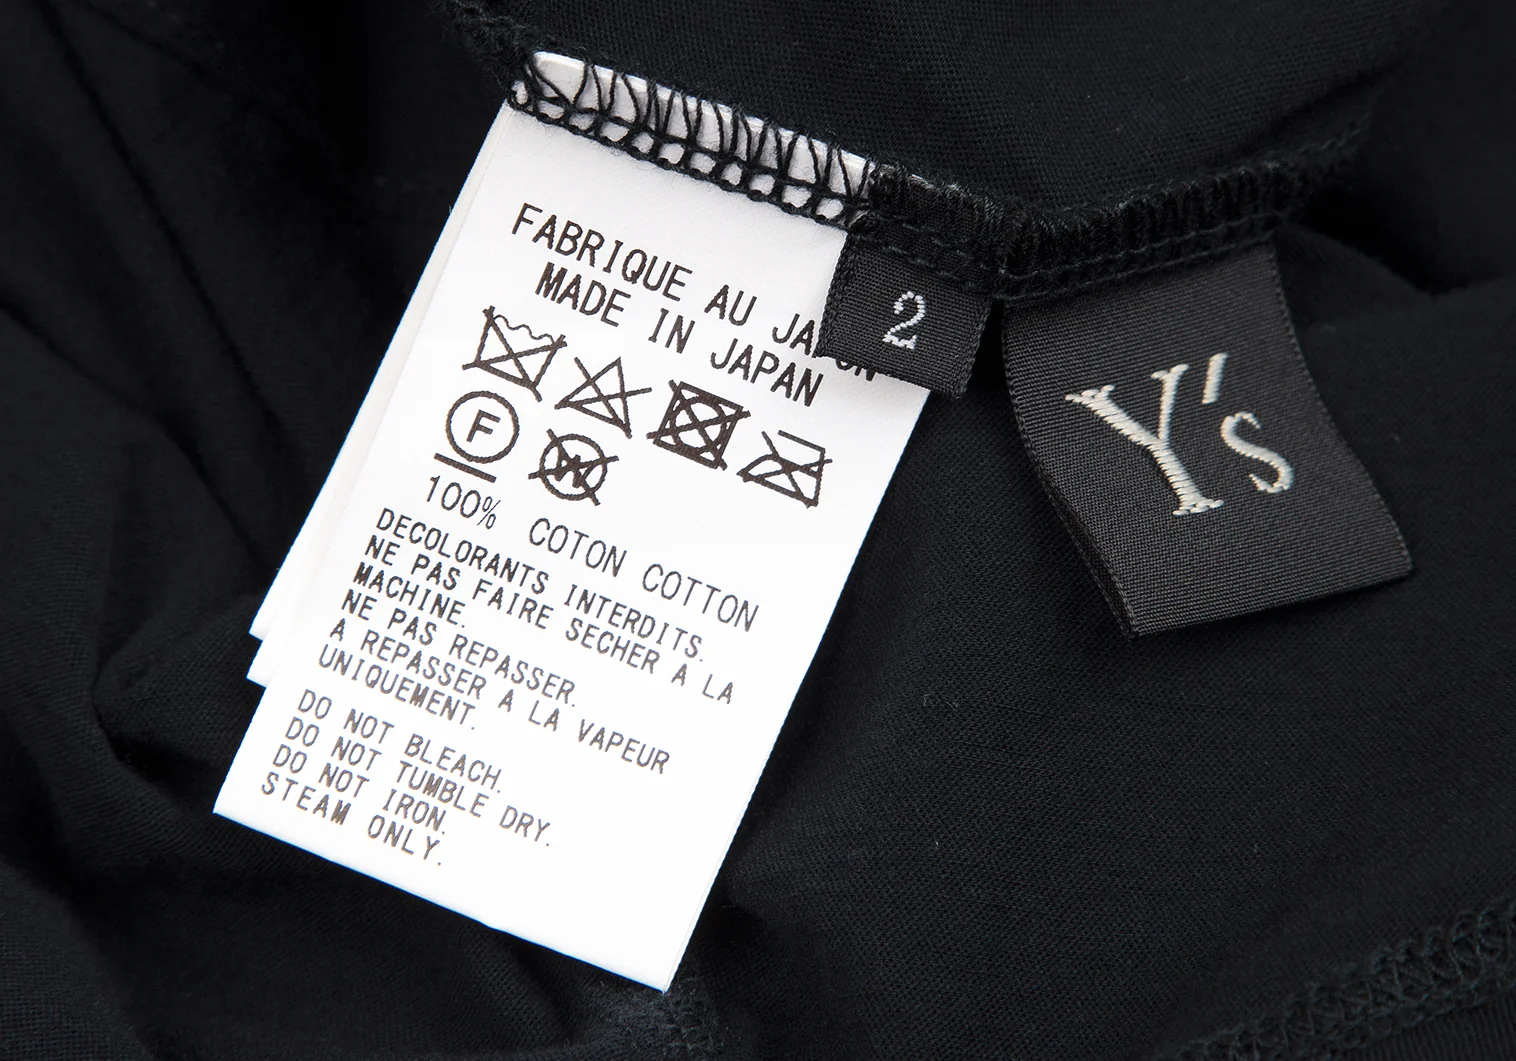 FABRIQUE AU JAPON
MADE IN JAPAN
F
W
100% COTON COTTON
DECOLORANTS INTERDITS.
NE PAS FAIRE SECHER A LA
MACHINE.
NE PAS REPASSER.
A REPASSER A LA VAPEUR
UNIQUEMENT.
DO NOT BLEACH.
DO NOT TUMBLE DRY.
DO NOT IRON.
STEAM ONLY.
2
Y's